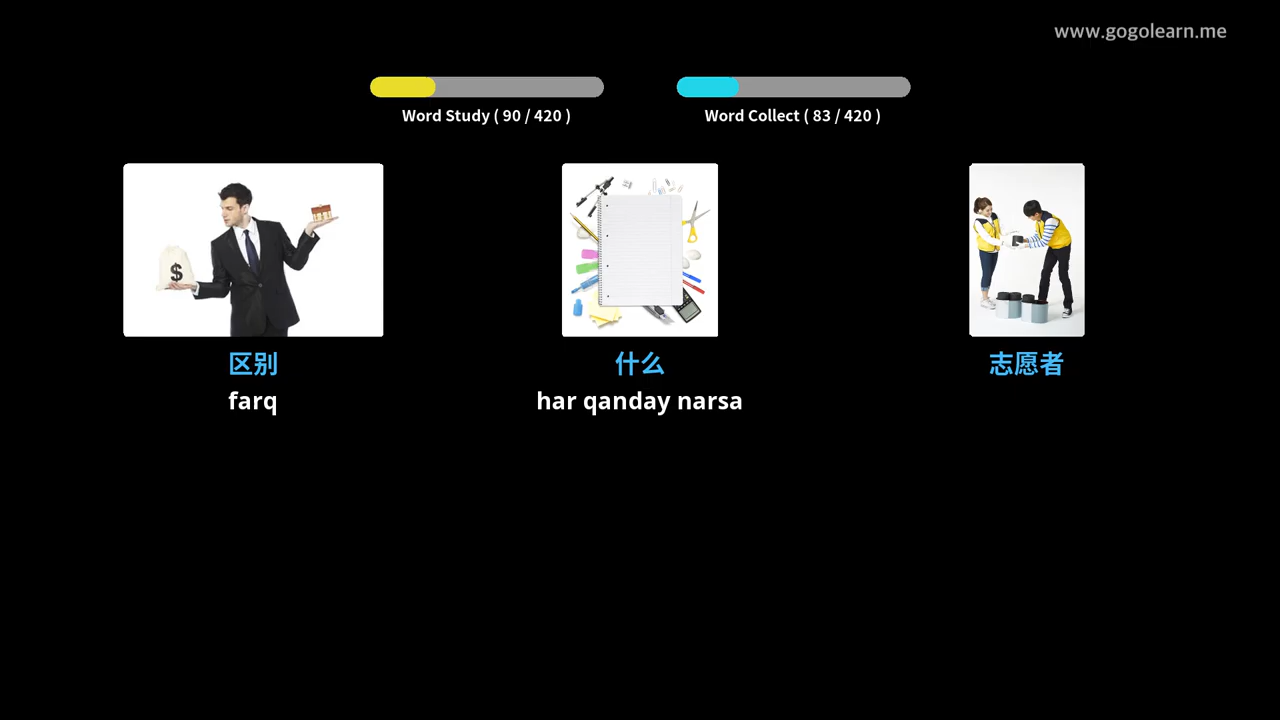 www.gogolearn.me
Word Study ( 90 / 420 )
Word Collect ( 83 / 420 )
$
区别
什么
志愿者
farq
har qanday narsa